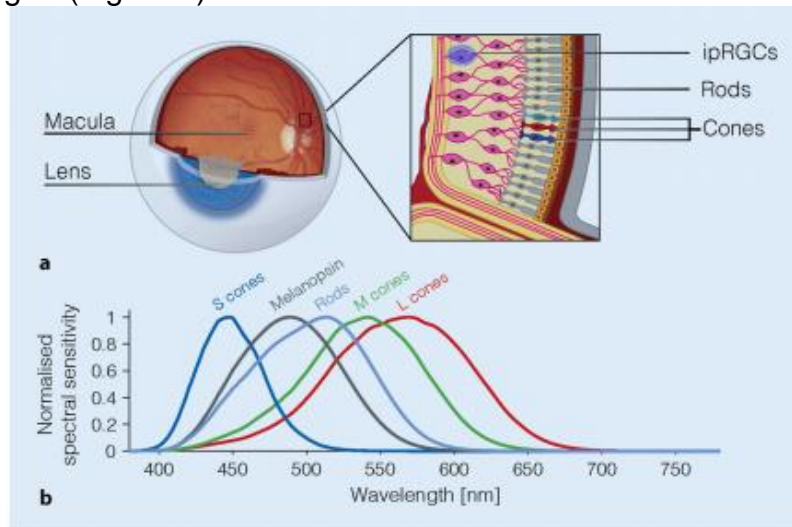 ipRGCs
Rods
Cones
Macula
Lens
a
S cones
Melanopsin
Rods
M cones
L cones
Normalised
spectral sensitivity
1
0.8
0.6
0.4
0.2
0
400 450 500 550 600 650 700 750
Wavelength [nm]
b